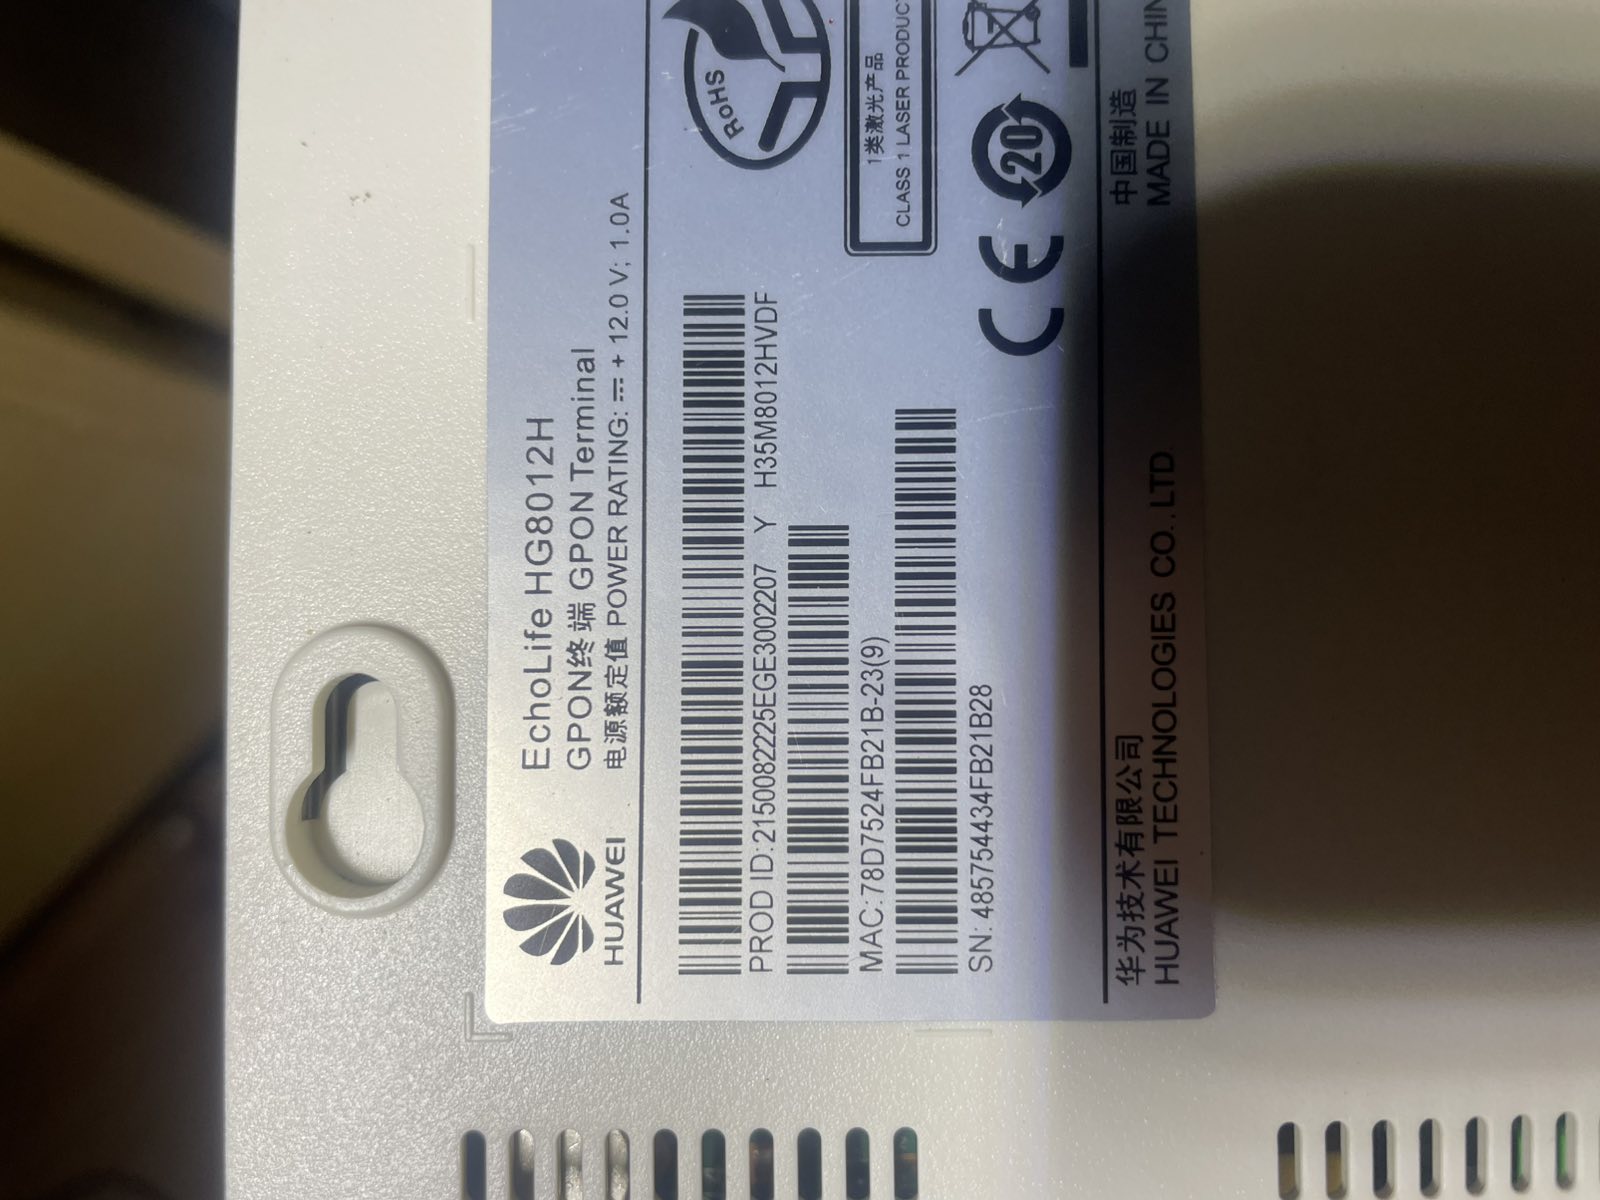 HUAWEI
EchoLife HG8012H
GPON终端 GPON Terminal
电源额定值 POWER RATING: ⎓ + 12.0 V; 1.0A
PROD ID:2150082225EGE3002207 Y H35M8012HVDF
MAC:78D7524FB21B-23(9)
SN: 48575443​4FB21B28
RoHS
1类激光产品
CLASS 1 LASER PRODUCT
CE
20
华为技术有限公司
HUAWEI TECHNOLOGIES CO.,LTD
中国制造
MADE IN CHIN